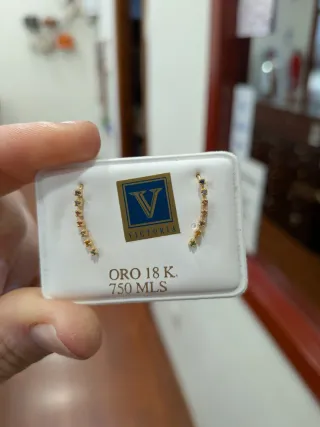 V
VICTORIA
ORO 18 K.
750 MLS